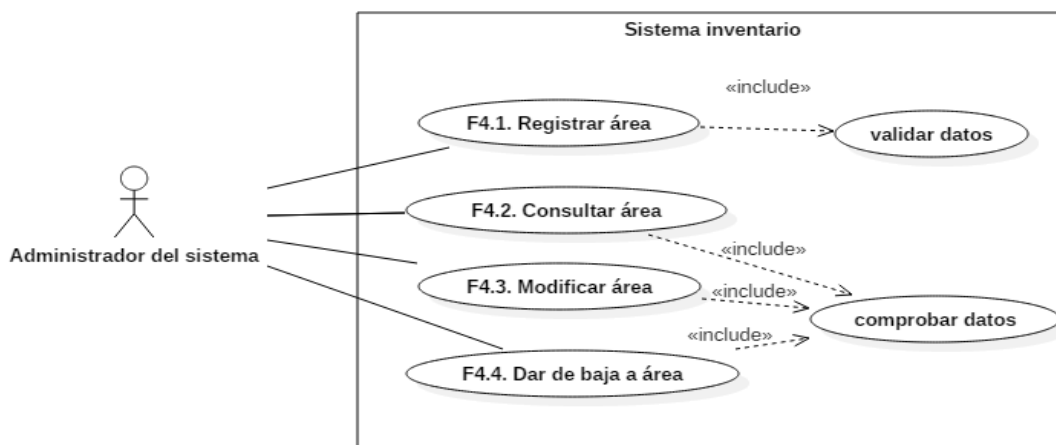 Sistema inventario
«include»
F4.1. Registrar área
validar datos
F4.2. Consultar área
«include»
Administrador del sistema
F4.3. Modificar área
«include»
comprobar datos
«include»
F4.4. Dar de baja a área